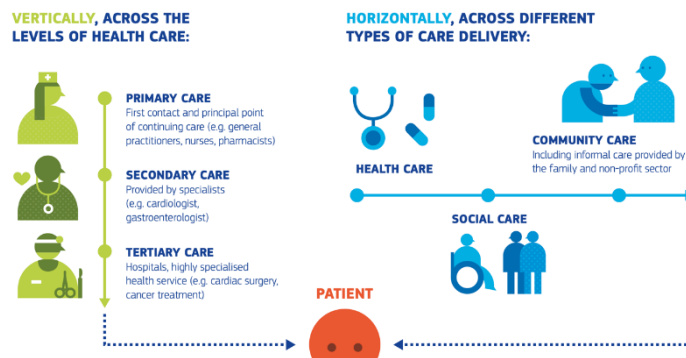 VERTICALLY, ACROSS THE
LEVELS OF HEALTH CARE:
PRIMARY CARE
First contact and principal point
of continuing care (e.g. general
practitioners, nurses, pharmacists)
SECONDARY CARE
Provided by specialists
(e.g. cardiologist,
gastroenterologist)
TERTIARY CARE
Hospitals, highly specialised
health service (e.g. cardiac surgery,
cancer treatment)
HORIZONTALLY, ACROSS DIFFERENT
TYPES OF CARE DELIVERY:
HEALTH CARE
COMMUNITY CARE
Including informal care provided by
the family and non-profit sector
SOCIAL CARE
PATIENT